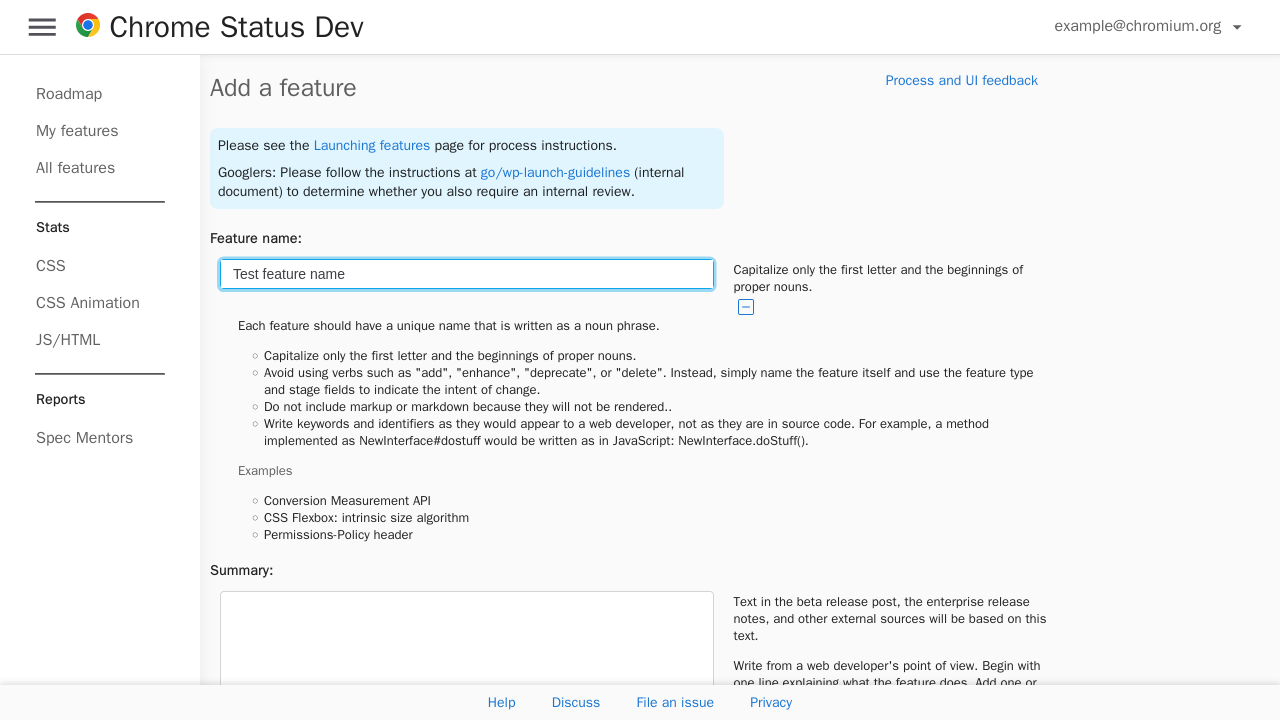 Chrome Status Dev
example@chromium.org
Roadmap
My features
All features
Stats
CSS
CSS Animation
JS/HTML
Reports
Spec Mentors
Add a feature
Process and UI feedback
Please see the Launching features page for process instructions.
Googlers: Please follow the instructions at go/wp-launch-guidelines (internal
document) to determine whether you also require an internal review.
Feature name:
Test feature name
Capitalize only the first letter and the beginnings of
proper nouns.
Each feature should have a unique name that is written as a noun phrase.
Capitalize only the first letter and the beginnings of proper nouns.
Avoid using verbs such as "add", "enhance", "deprecate", or "delete". Instead, simply name the feature itself and use the feature type
and stage fields to indicate the intent of change.
Do not include markup or markdown because they will not be rendered..
Write keywords and identifiers as they would appear to a web developer, not as they are in source code. For example, a method
implemented as NewInterface#dostuff would be written as in JavaScript: NewInterface.doStuff().
Examples
Conversion Measurement API
CSS Flexbox: intrinsic size algorithm
Permissions-Policy header
Summary:
Text in the beta release post, the enterprise release
notes, and other external sources will be based on this
text.
Write from a web developer's point of view. Begin with
one line explaining what the feature does. Add one or
Help
Discuss
File an issue
Privacy